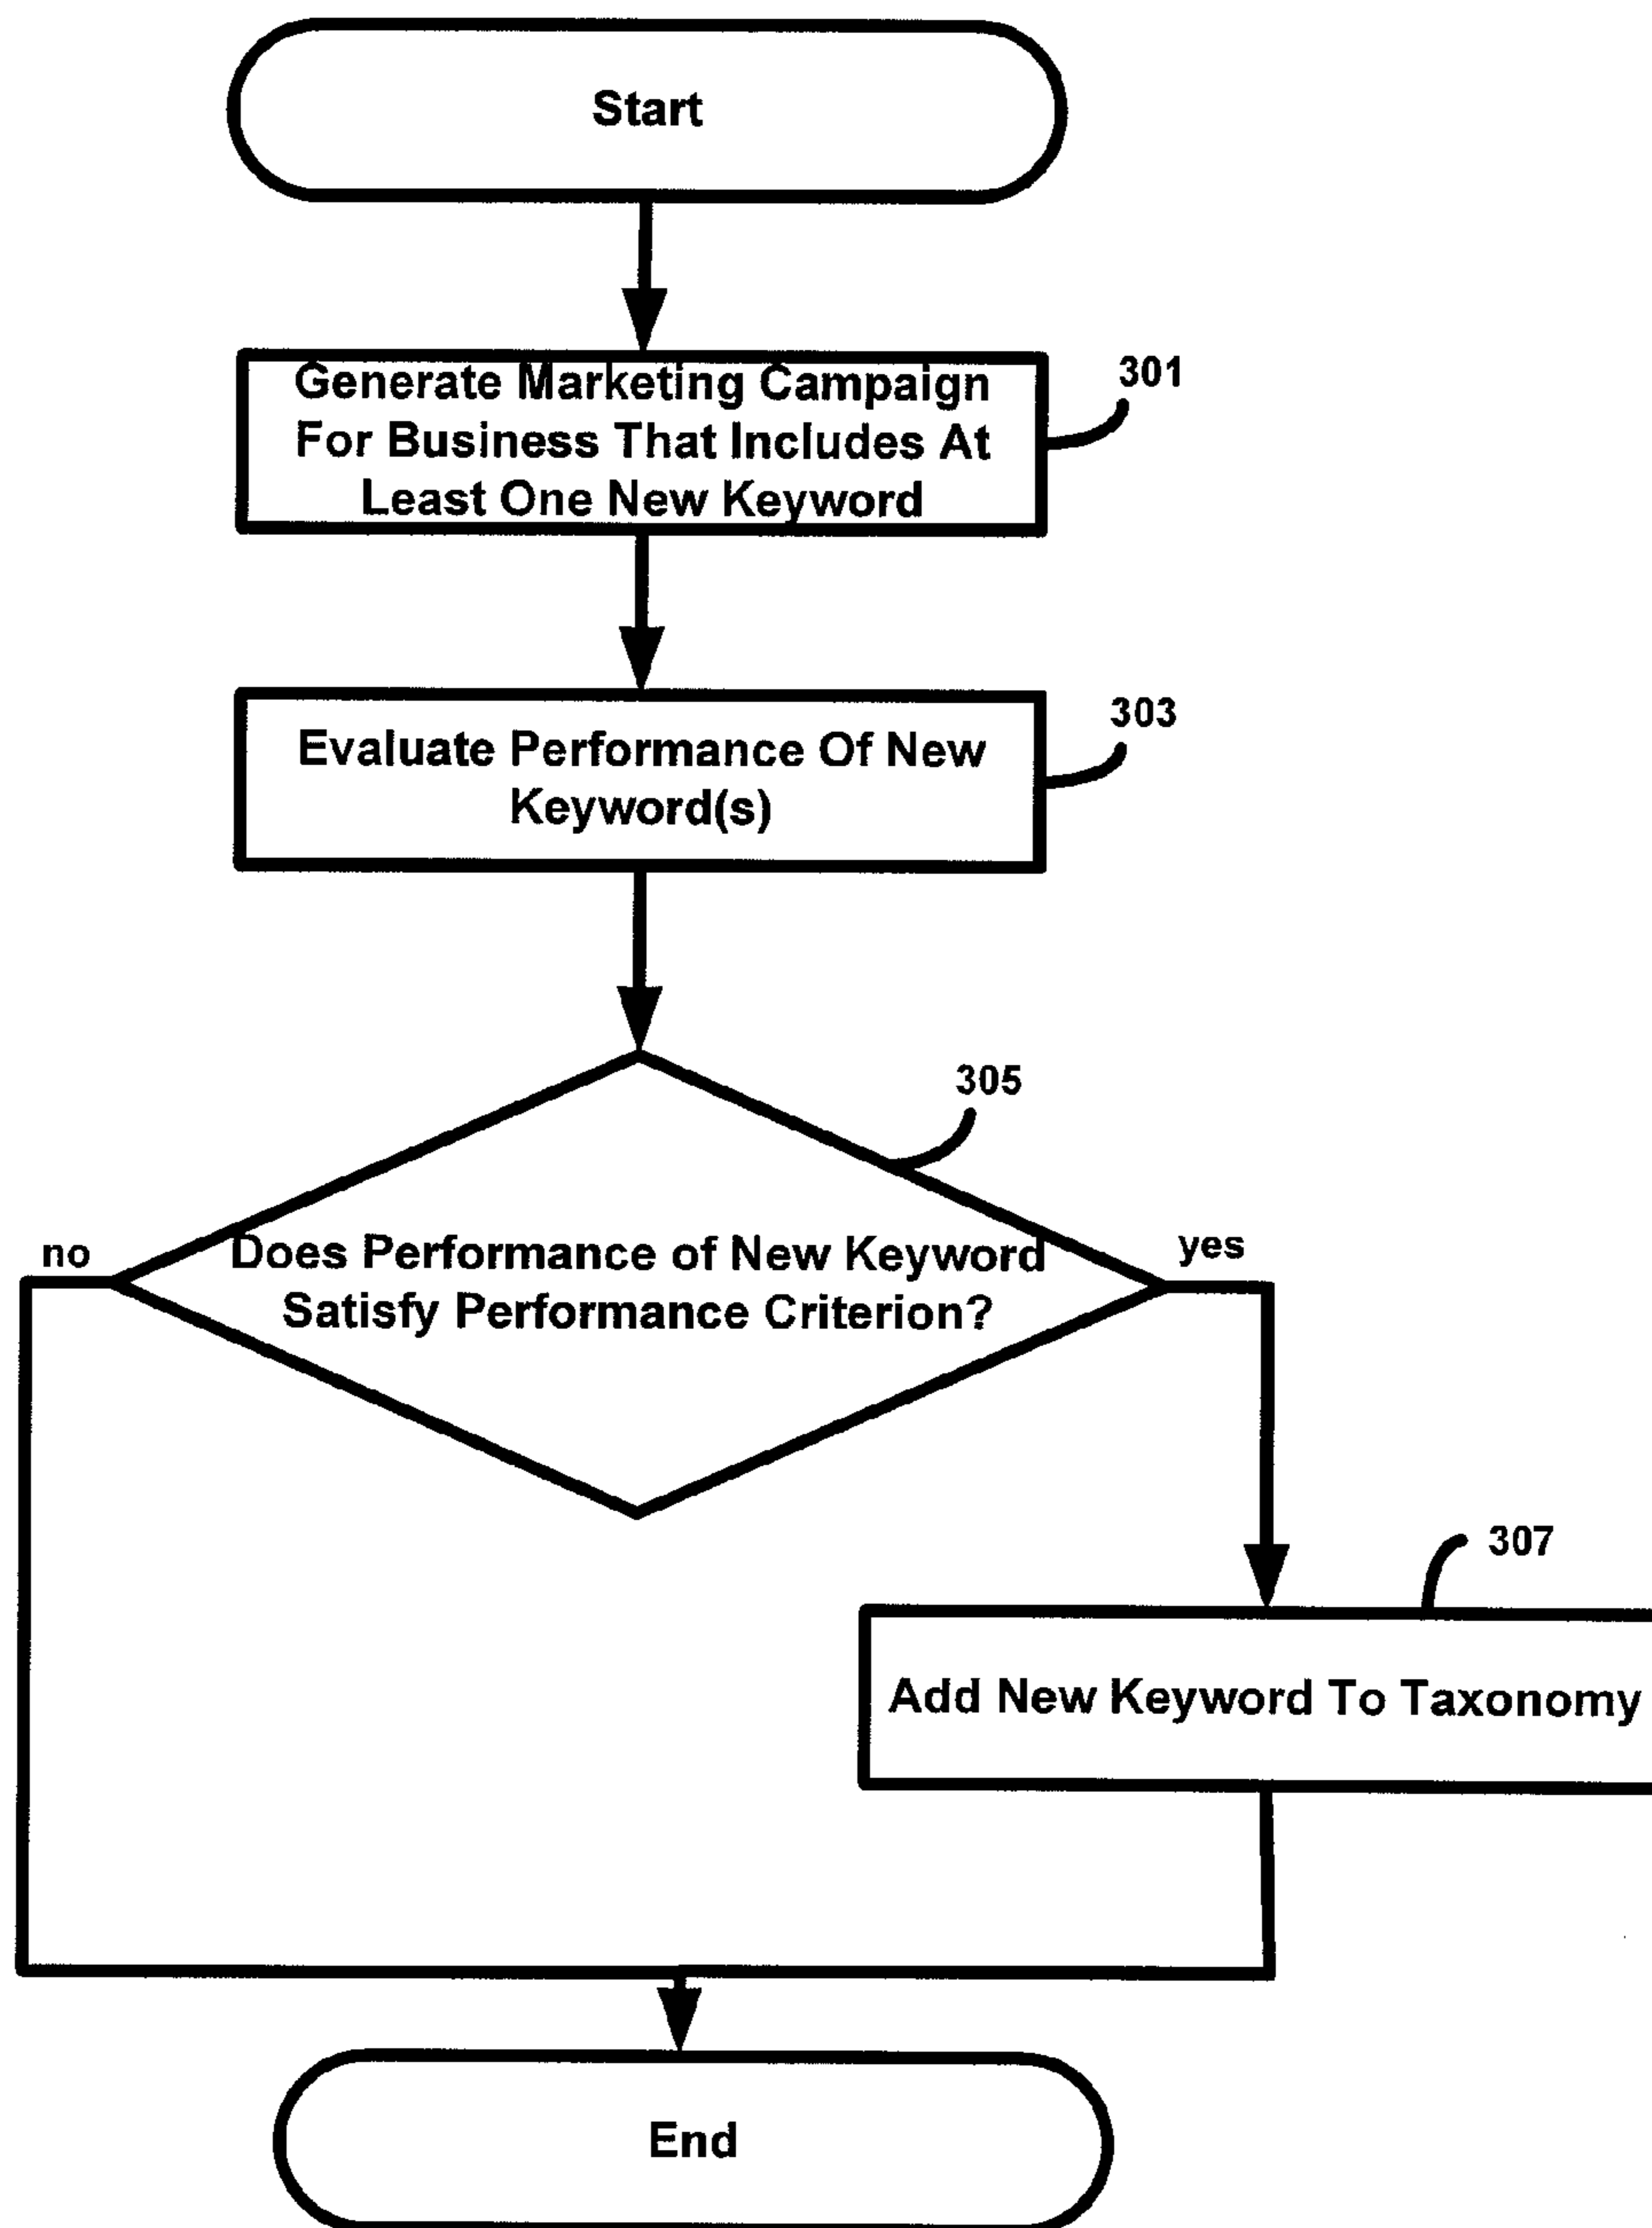 Start
Generate Marketing Campaign
For Business That Includes At
Least One New Keyword
301
Evaluate Performance Of New
Keyword(s)
303
305
no
Does Performance of New Keyword
Satisfy Performance Criterion?
yes
307
Add New Keyword To Taxonomy
End